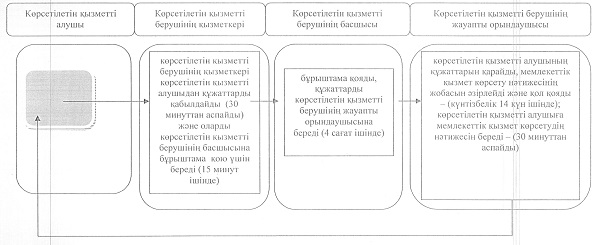 Көрсетілетін қызметті
алушы
Көрсетілетін қызметті
берушінің қызметкері
Көрсетілетін қызметті
берушінің басшысы
Көрсетілетін қызметті берушінің
жауапты орындаушысы
көрсетілетін қызметті
берушінің қызметкері
көрсетілетін қызметті
алушыдан құжаттарды
қабылдайды (30
минуттан аспайды)
және оларды
көрсетілетін қызметті
берушінің басшысына
бұрыштама қою үшін
береді (15 минут
ішінде)
бұрыштама қояды,
құжаттарды
көрсетілетін қызметті
берушінің жауапты
орындаушысына
береді (4 сағат ішінде)
көрсетілетін қызметті алушының
құжаттарын қарайды, мемлекеттік
қызмет көрсету нәтижесінің
жобасын әзірлейді және қол қояды
– (күнтізбелік 14 күн ішінде);
көрсетілетін қызметті алушыға
мемлекеттік қызмет көрсетудің
нәтижесін береді – (30 минуттан
аспайды)